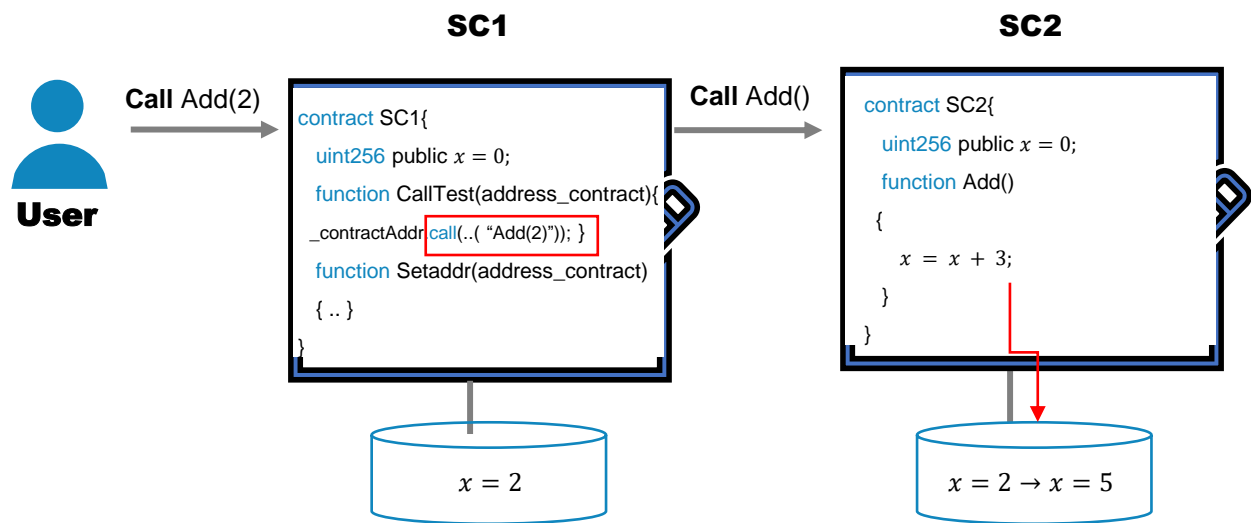 SC1
SC2
User
Call Add(2)
contract SC1{
uint256 public x = 0;
function CallTest(address_contract){
_contractAddr.call(..( “Add(2)”)); }
function Setaddr(address_contract)
{ .. }
}
x = 2
Call Add()
contract SC2{
uint256 public x = 0;
function Add()
{
x = x + 3;
}
}
x = 2 → x = 5